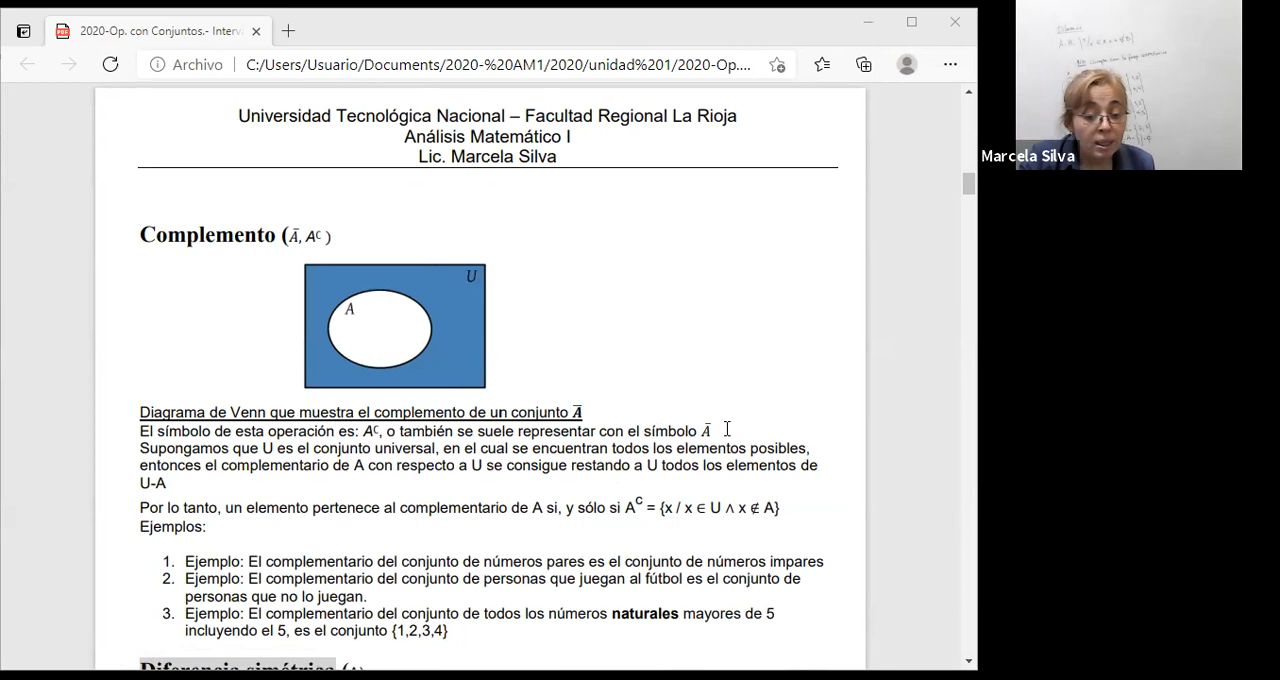 2020-Op. con Conjuntos.- Interva
Archivo
C:/Users/Usuario/Documents/2020-%20AM1/2020/unidad%201/2020-Op....
Universidad Tecnológica Nacional – Facultad Regional La Rioja
Análisis Matemático I
Lic. Marcela Silva
Marcela Silva
Complemento (Ā, Aᶜ )
U
A
Diagrama de Venn que muestra el complemento de un conjunto Ā
El símbolo de esta operación es: Aᶜ, o también se suele representar con el símbolo Ā
Supongamos que U es el conjunto universal, en el cual se encuentran todos los elementos posibles,
entonces el complementario de A con respecto a U se consigue restando a U todos los elementos de
U-A
Por lo tanto, un elemento pertenece al complementario de A si, y sólo si Aᶜ = {x / x ∈ U ∧ x ∉ A}
Ejemplos:
1. Ejemplo: El complementario del conjunto de números pares es el conjunto de números impares
2. Ejemplo: El complementario del conjunto de personas que juegan al fútbol es el conjunto de
personas que no lo juegan.
3. Ejemplo: El complementario del conjunto de todos los números naturales mayores de 5
incluyendo el 5, es el conjunto {1,2,3,4}
Diferencia simétrica (